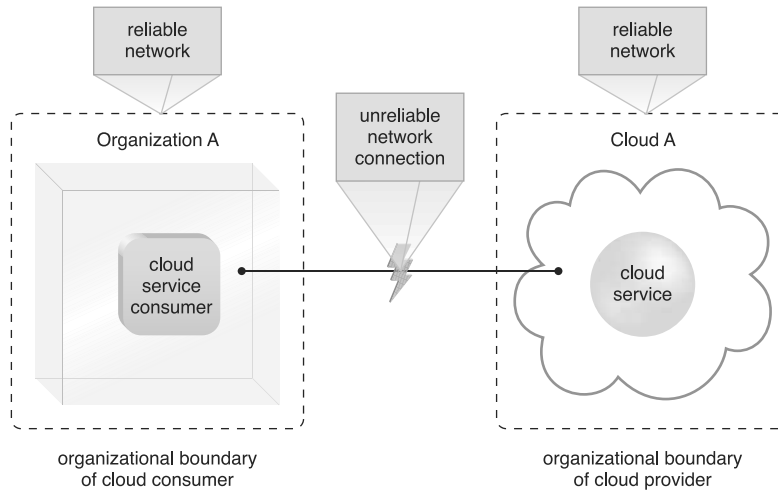 reliable
network
unreliable
network
connection
reliable
network
Organization A
cloud
service
consumer
Cloud A
cloud
service
organizational boundary
of cloud consumer
organizational boundary
of cloud provider